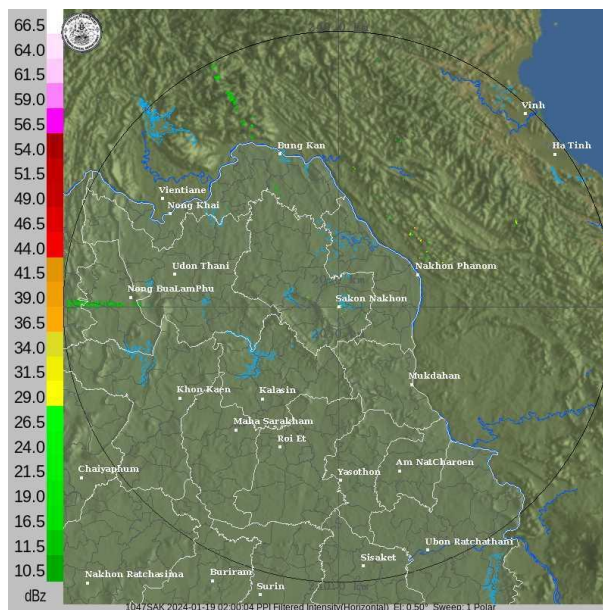 66.5
64.0
61.5
59.0
56.5
54.0
51.5
49.0
46.5
44.0
41.5
39.0
36.5
34.0
31.5
29.0
26.5
24.0
21.5
19.0
16.5
14.0
11.5
10.5
dBz
Vinh
Ha Tinh
Bung Kan
Vientiane
Nong Khai
Udon Thani
Nakhon Phanom
Nong BuaLamPhu
Sakon Nakhon
Mukdahan
Khon Kaen
Kalasin
Maha Sarakham
Roi Et
Chaiyaphum
Yasothon
Am NatCharoen
Ubon Ratchathani
Sisaket
Nakhon Ratchasima
Buriram
Surin
1047SAK 2024-01-19 02:00:04 PPI Filtered Intensity(Horizontal) El: 0.50° Sweep: 1 Polar